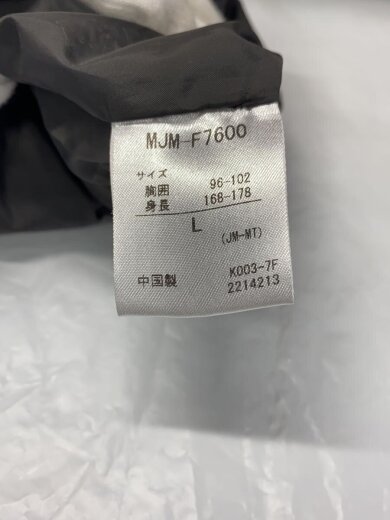 MJM-F7600
サイズ
胸囲 96-102
身長 168-178
L
(JM-MT)
K003-7F
中国製 2214213